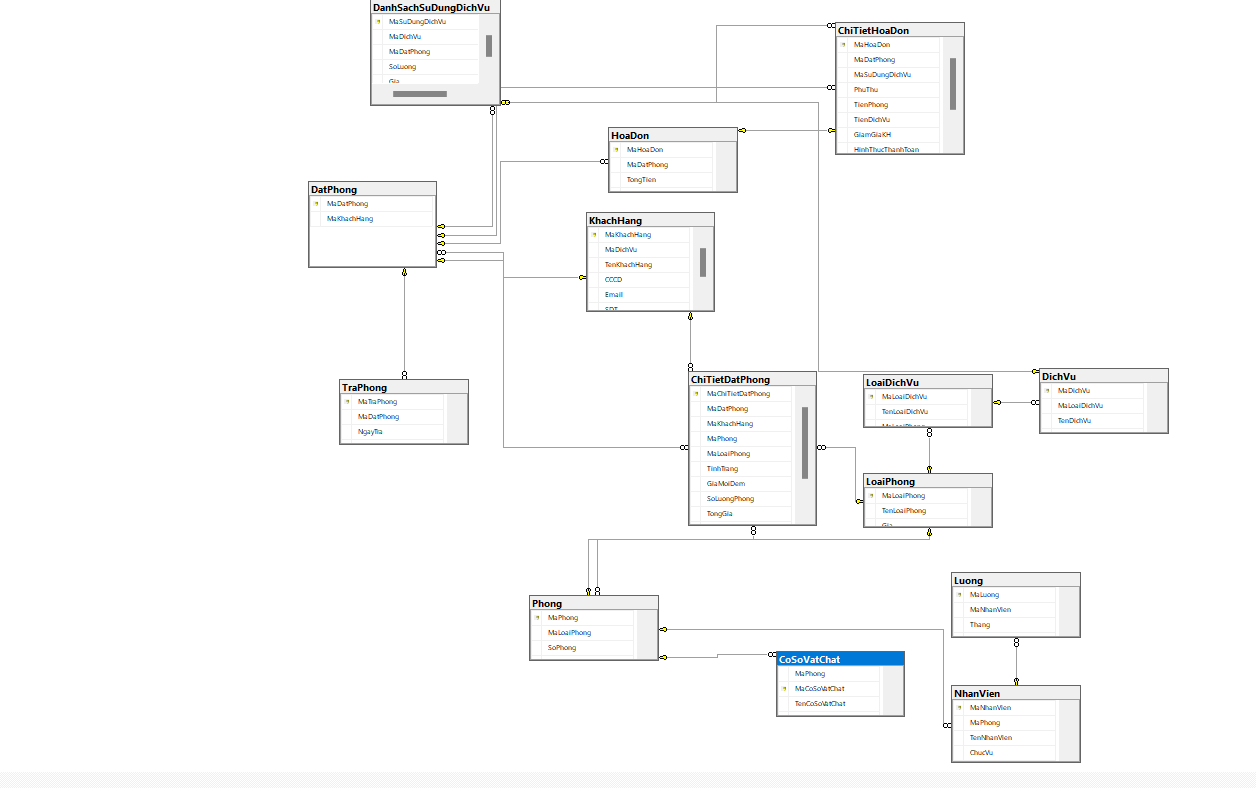 DanhSachSuDungDichVu
MaSuDungDichVu
MaDichVu
MaDatPhong
SoLuong
Gia
ChiTietHoaDon
MaHoaDon
MaDatPhong
MaSuDungDichVu
PhuThu
TienPhong
TienDichVu
GiamGiaKH
HinhThucThanhToan
HoaDon
MaHoaDon
MaDatPhong
TongTien
DatPhong
MaDatPhong
MaKhachHang
KhachHang
MaKhachHang
MaDichVu
TenKhachHang
CCCD
Email
SDT
TraPhong
MaTraPhong
MaDatPhong
NgayTra
ChiTietDatPhong
MaChiTietDatPhong
MaDatPhong
MaKhachHang
MaPhong
MaLoaiPhong
TinhTrang
GiaMoiDem
SoLuongPhong
TongGia
LoaiDichVu
MaLoaiDichVu
TenLoaiDichVu
MaLoaiPhong
DichVu
MaDichVu
MaLoaiDichVu
TenDichVu
LoaiPhong
MaLoaiPhong
TenLoaiPhong
Gia
Phong
MaPhong
MaLoaiPhong
SoPhong
CoSoVatChat
MaPhong
MaCoSoVatChat
TenCoSoVatChat
Luong
MaLuong
MaNhanVien
Thang
NhanVien
MaNhanVien
MaPhong
TenNhanVien
ChucVu